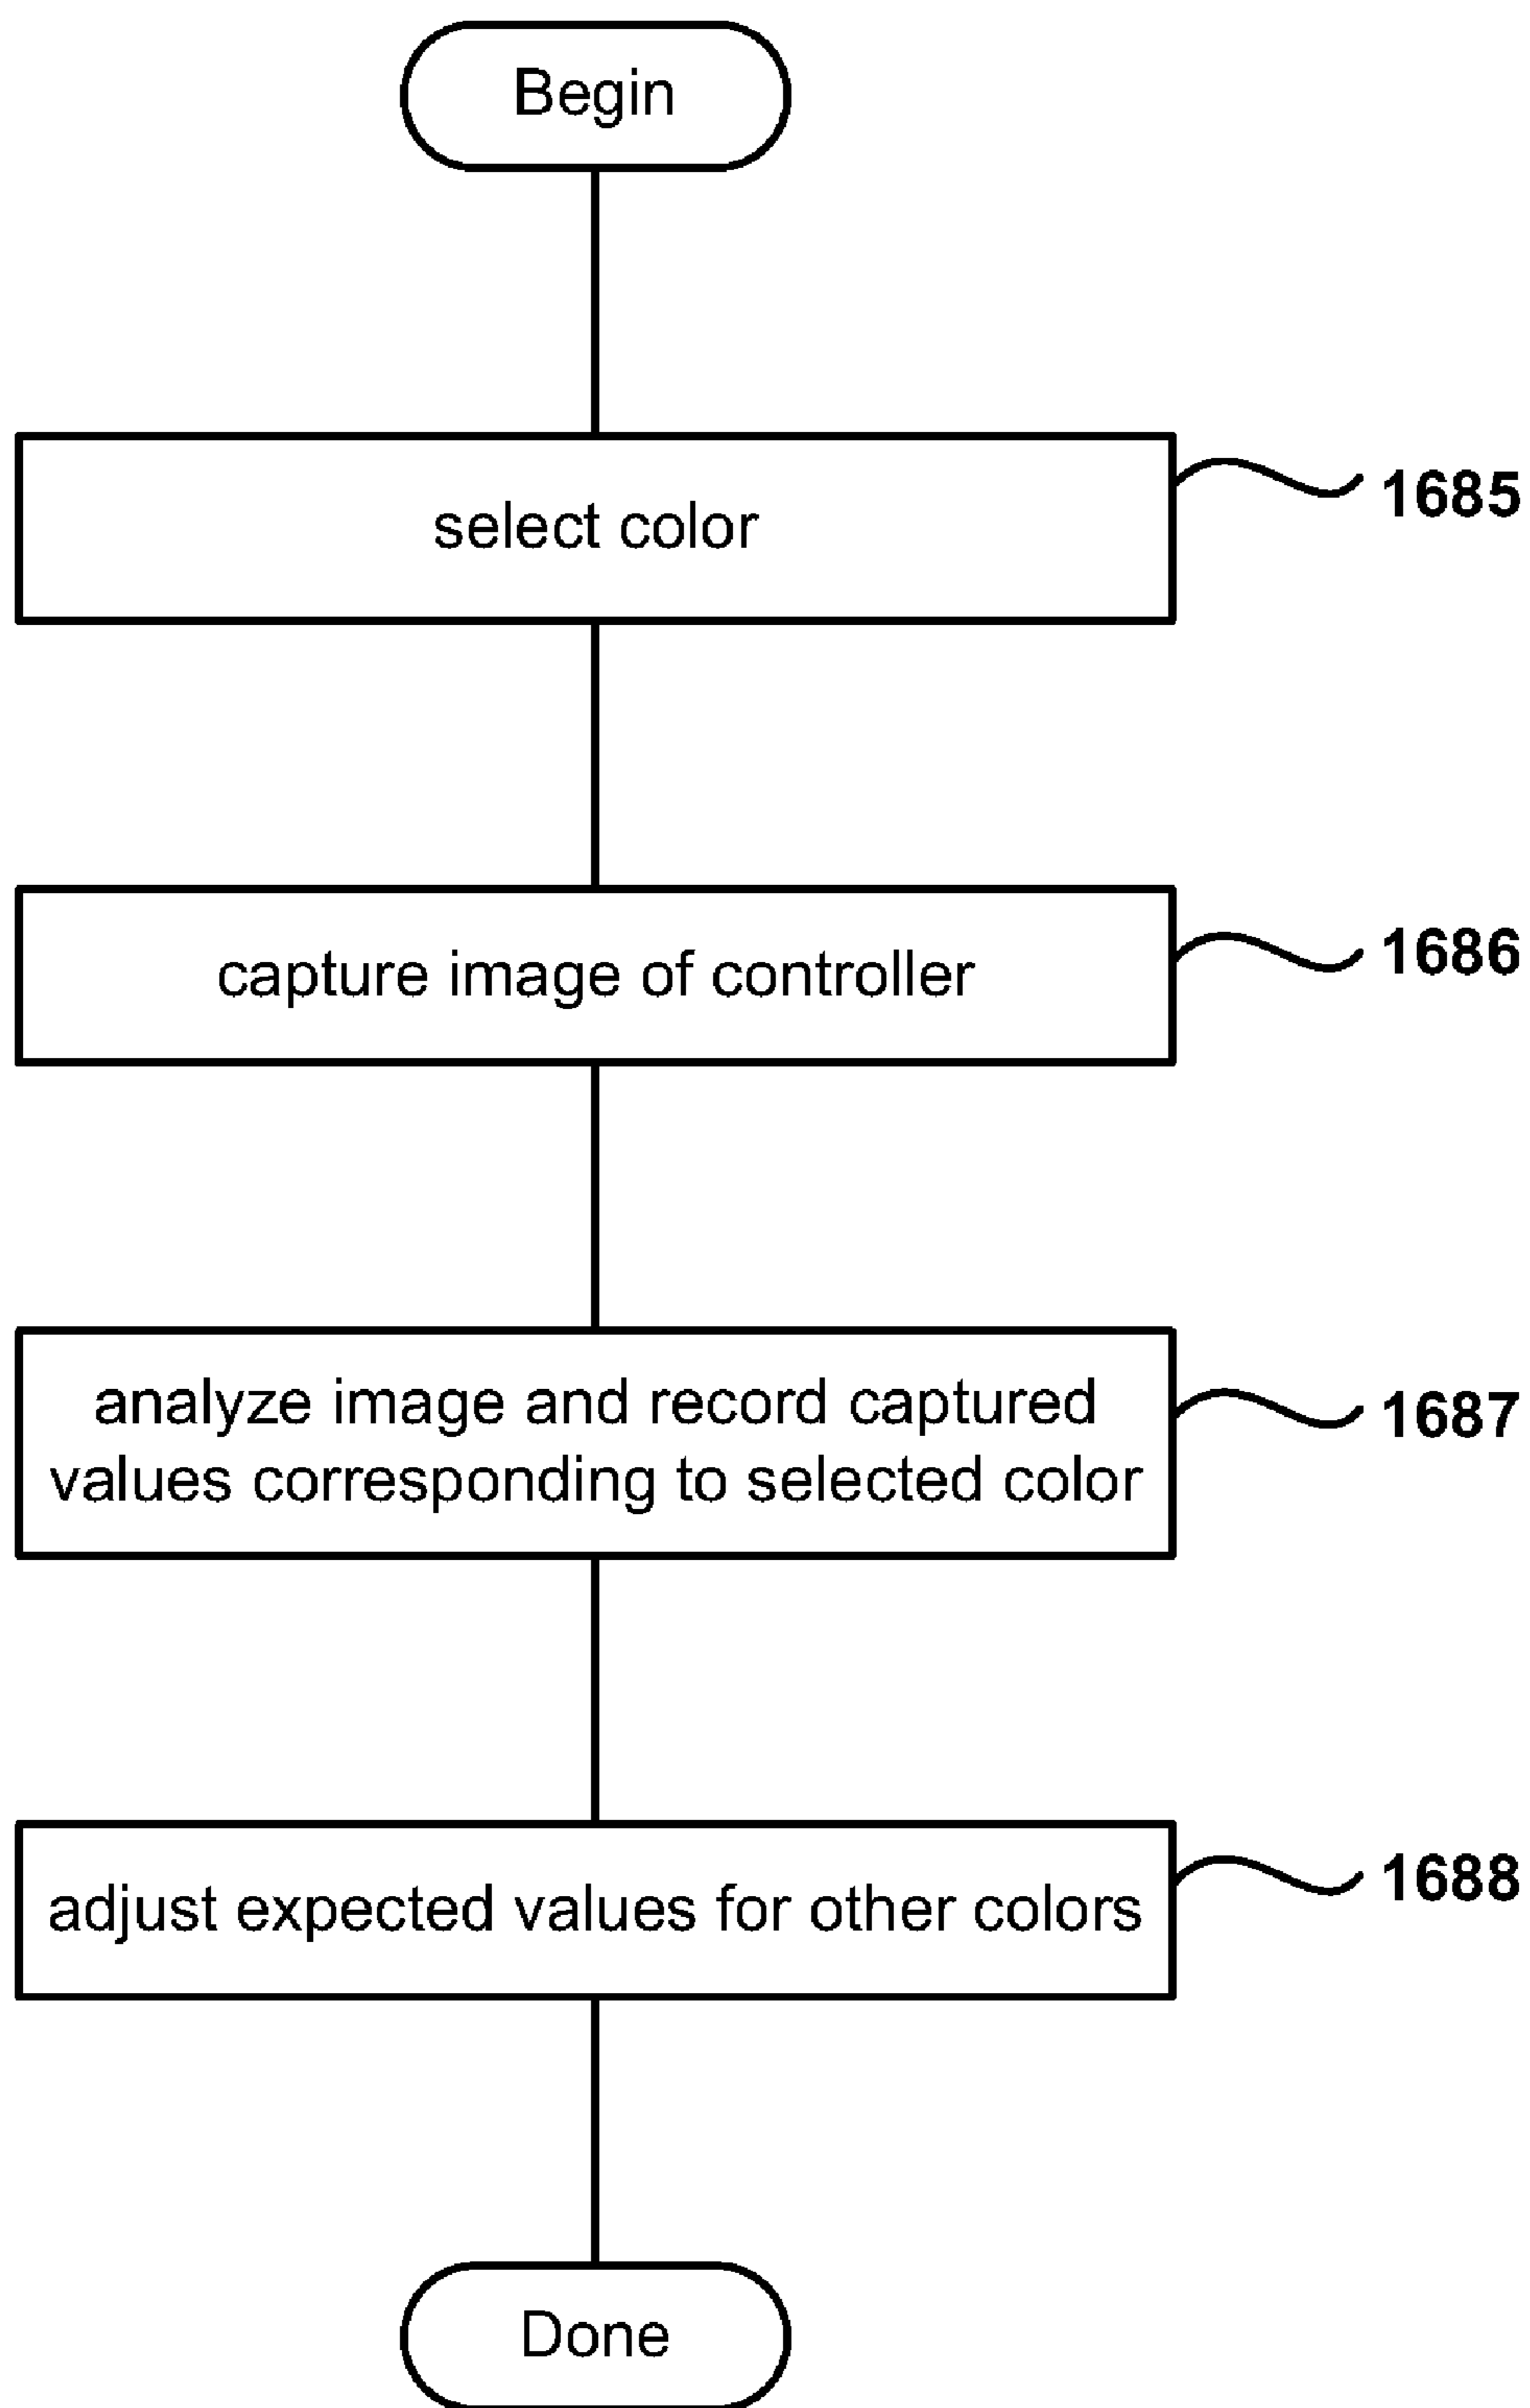 Begin
select color
1685
capture image of controller
1686
analyze image and record captured
values corresponding to selected color
1687
adjust expected values for other colors
1688
Done